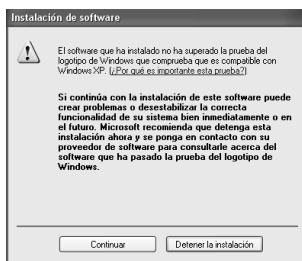 Instalación de software
El software que ha instalado no ha superado la prueba del
logotipo de Windows que comprueba que es compatible con
Windows XP. (¿Por qué es importante esta prueba?)
Si continúa con la instalación de este software puede
crear problemas o desestabilizar la correcta
funcionalidad de su sistema bien inmediatamente o en
el futuro. Microsoft recomienda que detenga esta
instalación ahora y se ponga en contacto con su
proveedor de software para consultarle acerca del
software que ha pasado la prueba del logotipo de
Windows.
Continuar
Detener la instalación